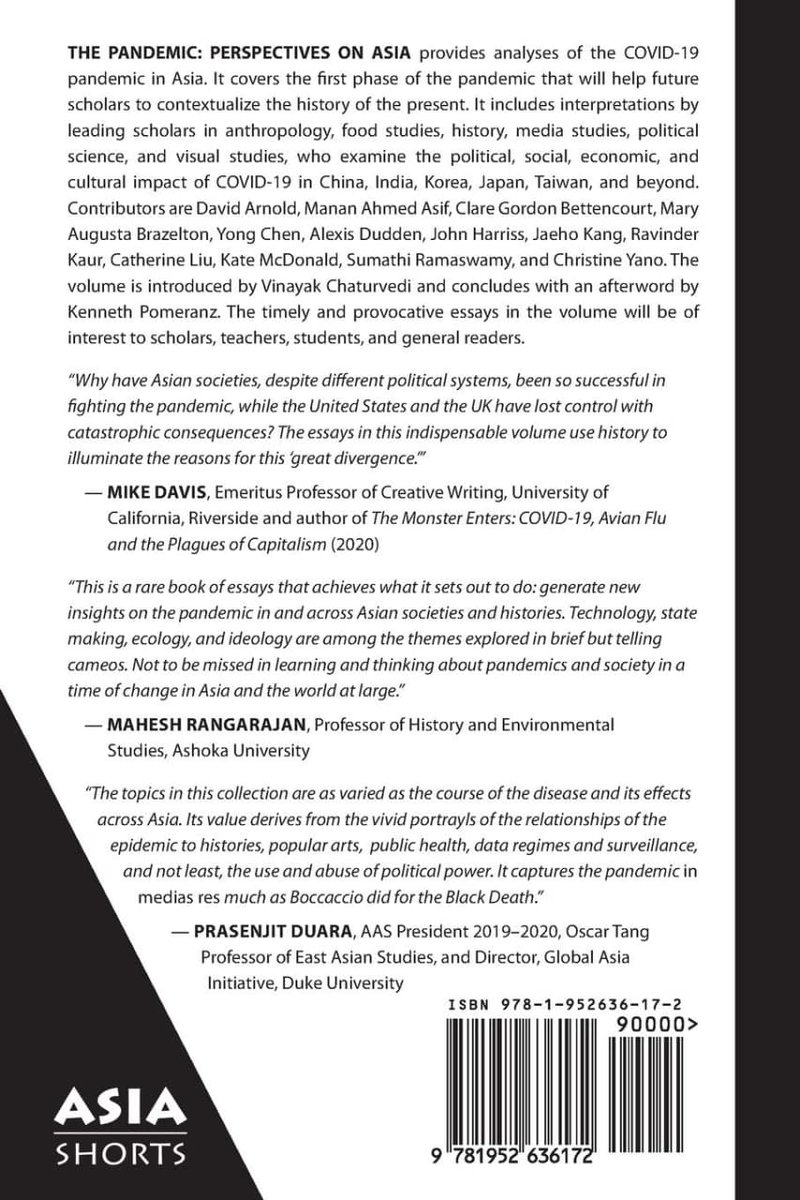 THE PANDEMIC: PERSPECTIVES ON ASIA provides analyses of the COVID-19
pandemic in Asia. It covers the first phase of the pandemic that will help future
scholars to contextualize the history of the present. It includes interpretations by
leading scholars in anthropology, food studies, history, media studies, political
science, and visual studies, who examine the political, social, economic, and
cultural impact of COVID-19 in China, India, Korea, Japan, Taiwan, and beyond.
Contributors are David Arnold, Manan Ahmed Asif, Clare Gordon Bettencourt, Mary
Augusta Brazelton, Yong Chen, Alexis Dudden, John Harriss, Jaeho Kang, Ravinder
Kaur, Catherine Liu, Kate McDonald, Sumathi Ramaswamy, and Christine Yano. The
volume is introduced by Vinayak Chaturvedi and concludes with an afterword by
Kenneth Pomeranz. The timely and provocative essays in the volume will be of
interest to scholars, teachers, students, and general readers.
“Why have Asian societies, despite different political systems, been so successful in
fighting the pandemic, while the United States and the UK have lost control with
catastrophic consequences? The essays in this indispensable volume use history to
illuminate the reasons for this ‘great divergence.’”
— MIKE DAVIS, Emeritus Professor of Creative Writing, University of
California, Riverside and author of The Monster Enters: COVID-19, Avian Flu
and the Plagues of Capitalism (2020)
“This is a rare book of essays that achieves what it sets out to do: generate new
insights on the pandemic in and across Asian societies and histories. Technology, state
making, ecology, and ideology are among the themes explored in brief but telling
cameos. Not to be missed in learning and thinking about pandemics and society in a
time of change in Asia and the world at large.”
— MAHESH RANGARAJAN, Professor of History and Environmental
Studies, Ashoka University
“The topics in this collection are as varied as the course of the disease and its effects
across Asia. Its value derives from the vivid portrayls of the relationships of the
epidemic to histories, popular arts, public health, data regimes and surveillance,
and not least, the use and abuse of political power. It captures the pandemic in
medias res much as Boccaccio did for the Black Death.”
— PRASENJIT DUARA, AAS President 2019–2020, Oscar Tang
Professor of East Asian Studies, and Director, Global Asia
Initiative, Duke University
ISBN 978-1-952636-17-2
90000>
9 781952 636172
ASIA
SHORTS